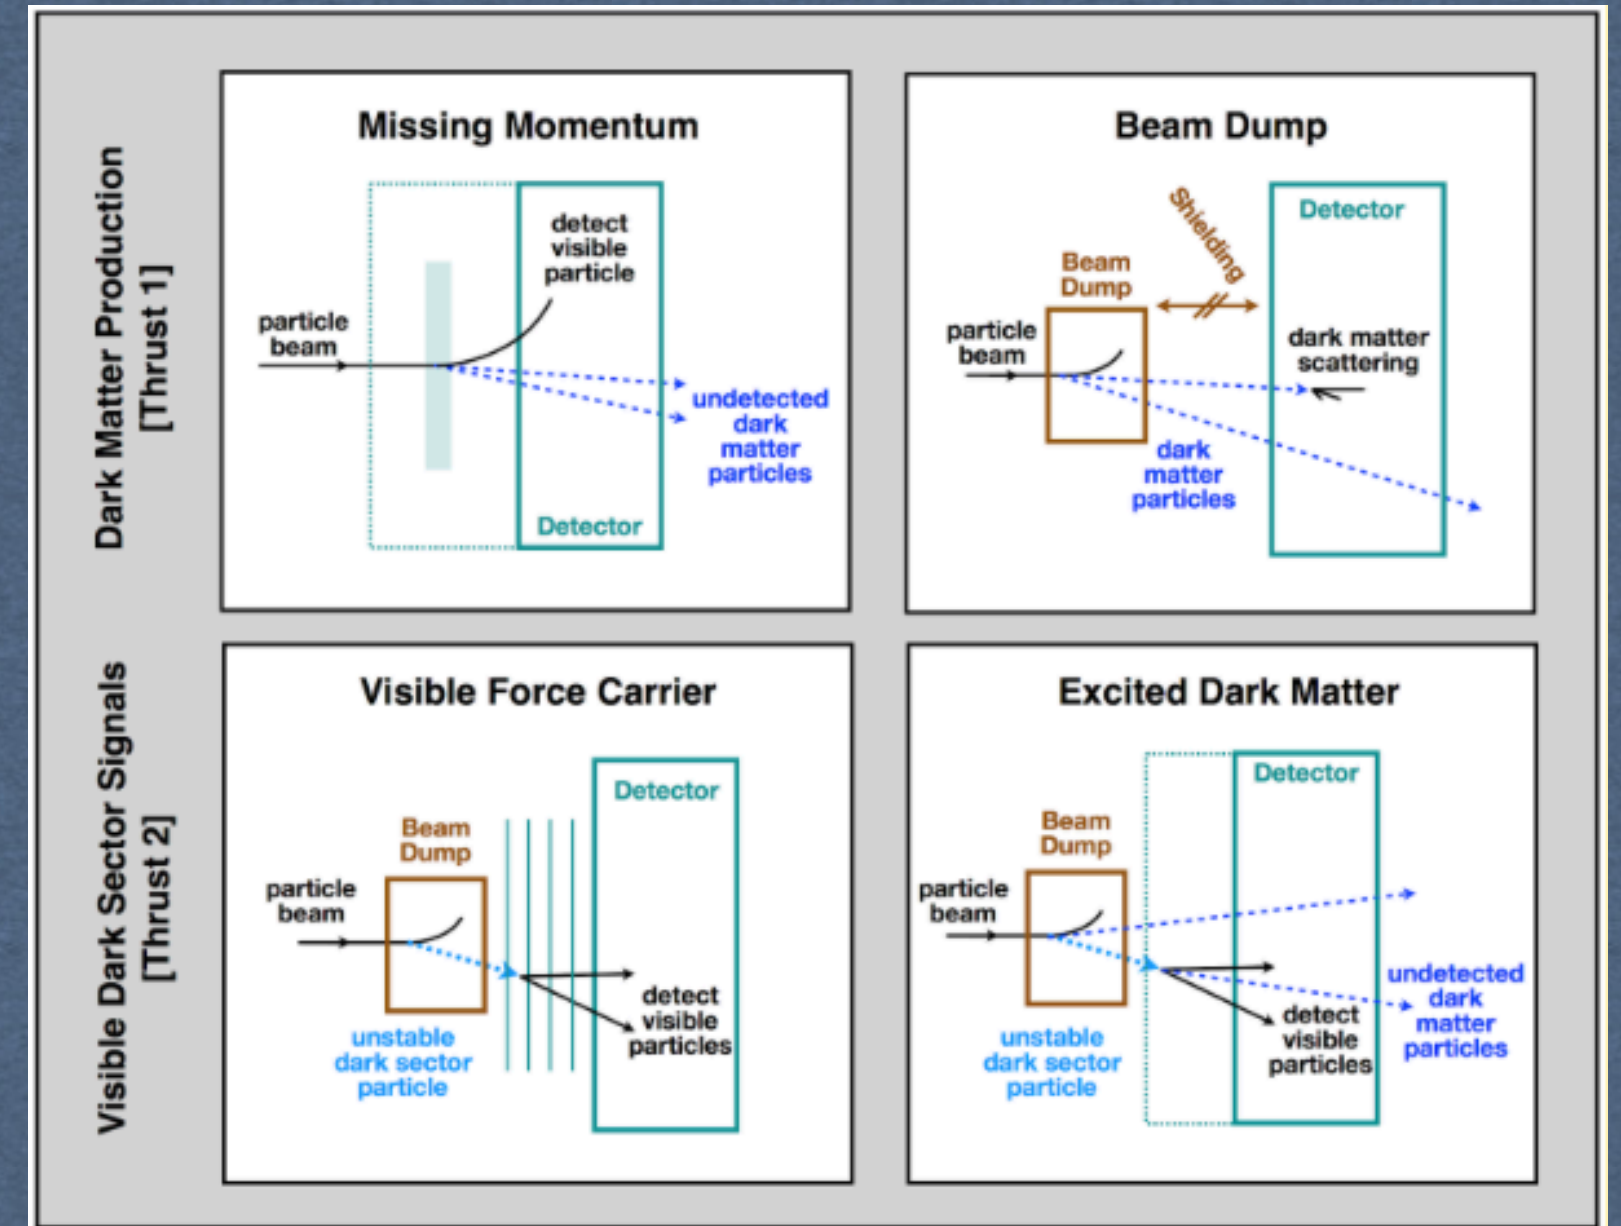 Dark Matter Production
[Thrust 1]
Missing Momentum
detect
visible
particle
particle
beam
undetected
dark
matter
particles
Detector
Beam Dump
Shielding
Detector
Beam
Dump
particle
beam
dark matter
scattering
dark
matter
particles
Visible Dark Sector Signals
[Thrust 2]
Visible Force Carrier
Detector
Beam
Dump
particle
beam
detect
visible
particles
unstable
dark sector
particle
Excited Dark Matter
Detector
Beam
Dump
particle
beam
undetected
dark
matter
particles
detect
visible
particles
unstable
dark sector
particle